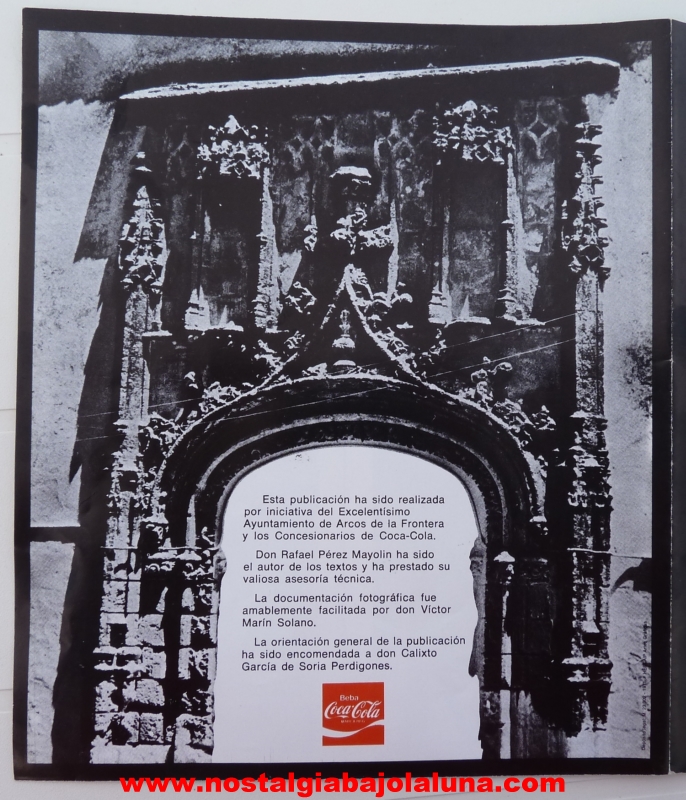 Esta publicación ha sido realizada
por iniciativa del Excelentísimo
Ayuntamiento de Arcos de la Frontera
y los Concesionarios de Coca-Cola.
Don Rafael Pérez Mayolin ha sido
el autor de los textos y ha prestado su
valiosa asesoría técnica.
La documentación fotográfica fue
amablemente facilitada por don Víctor
Marín Solano.
La orientación general de la publicación
ha sido encomendada a don Calixto
García de Soria Perdigones.
Beba
Coca-Cola
www.nostalgiabajolaluna.com